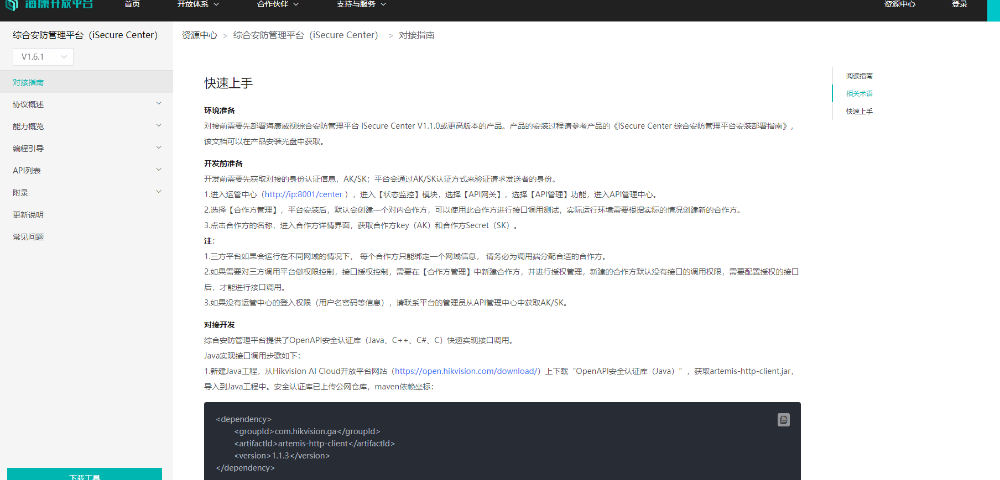 海康开放平台
首页
开放体系
合作伙伴
支持与服务
资源中心
登录
综合安防管理平台（iSecure Center）
V1.6.1
对接指南
协议概述
能力概览
编程引导
API列表
附录
更新说明
常见问题
下载工具
资源中心 > 综合安防管理平台（iSecure Center） > 对接指南
快速上手
环境准备
对接前需要先部署海康威视综合安防管理平台 iSecure Center V1.1.0或更高版本的产品。产品的安装过程请参考产品的《iSecure Center 综合安防管理平台安装部署指南》，
该文档可以在产品安装光盘中获取。
开发前准备
开发前需要先获取对接的身份认证信息，AK/SK；平台会通过AK/SK认证方式来验证请求发送者的身份。
1.进入运管中心（http://ip:8001/center ），进入【状态监控】模块，选择【API网关】，选择【API管理】功能，进入API管理中心。
2.选择【合作方管理】，平台安装后，默认会创建一个对内合作方，可以使用此合作方进行接口调用测试，实际运行环境需要根据实际的情况创建新的合作方。
3.点击合作方的名称，进入合作方详情界面，获取合作方key（AK）和合作方Secret（SK）。
注：
1.三方平台如果会运行在不同网域的情况下， 每个合作方只能绑定一个网域信息， 请务必为调用端分配合适的合作方。
2.如果需要对三方调用平台做权限控制，接口授权控制，需要在【合作方管理】中新建合作方，并进行授权管理，新建的合作方默认没有接口的调用权限，需要配置授权的接口
后，才能进行接口调用。
3.如果没有运管中心的登入权限（用户名密码等信息），请联系平台的管理员从API管理中心中获取AK/SK。
对接开发
综合安防管理平台提供了OpenAPI安全认证库（Java、C++、C#、C）快速实现接口调用。
Java实现接口调用步骤如下：
1.新建Java工程，从Hikvision AI Cloud开放平台网站（https://open.hikvision.com/download/）上下载“OpenAPI安全认证库（Java）”，获取artemis-http-client.jar，
导入到Java工程中。安全认证库已上传公网仓库，maven依赖坐标：
<dependency>
<groupId>com.hikvision.ga</groupId>
<artifactId>artemis-http-client</artifactId>
<version>1.1.3</version>
</dependency>
阅读指南
相关术语
快速上手